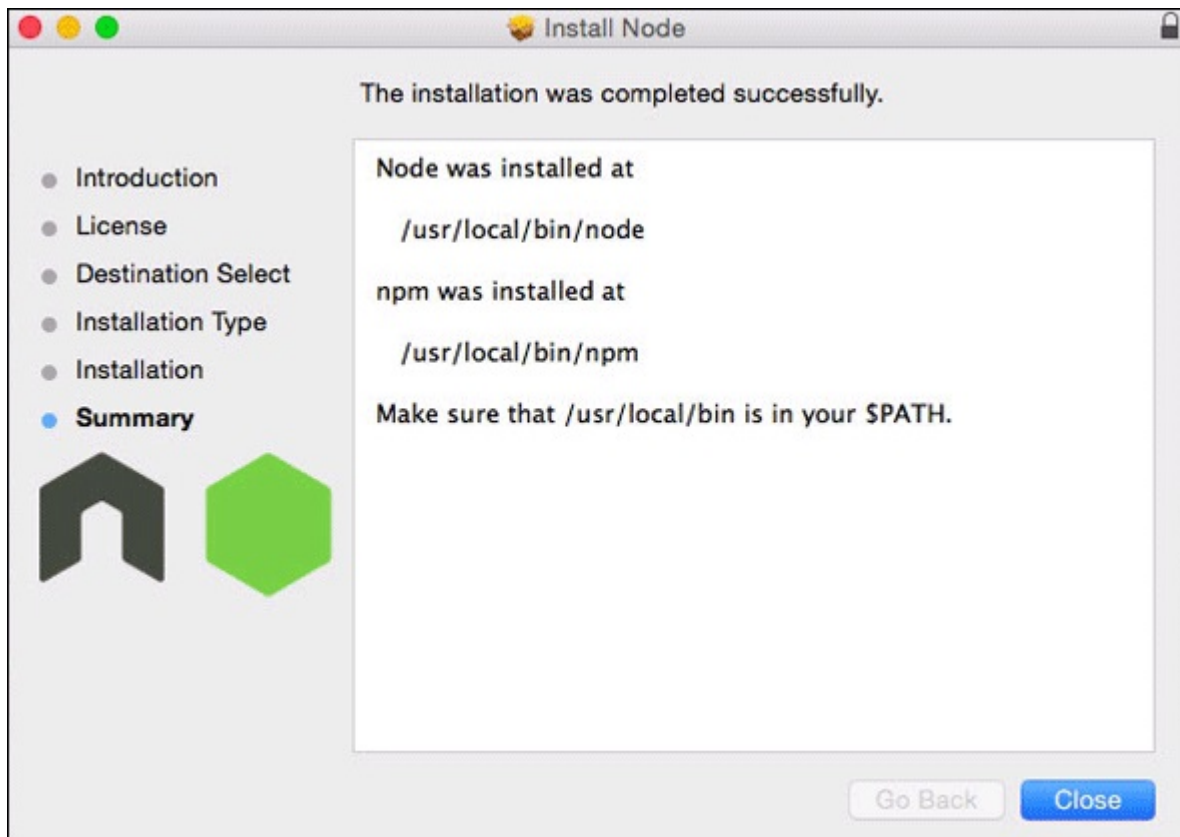 Install Node
The installation was completed successfully.
Introduction
License
Destination Select
Installation Type
Installation
Summary
Node was installed at
/usr/local/bin/node
npm was installed at
/usr/local/bin/npm
Make sure that /usr/local/bin is in your $PATH.
Go Back
Close